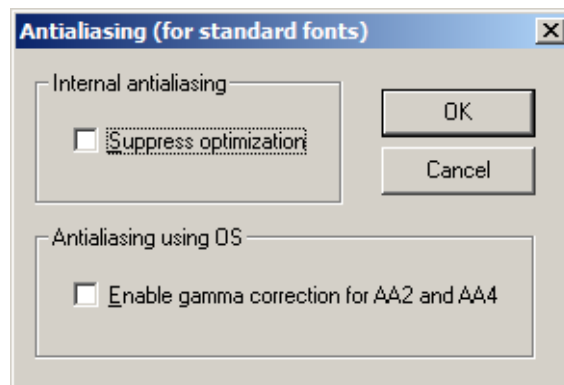 Antialiasing (for standard fonts)
Internal antialiasing
OK
Suppress optimization
Cancel
Antialiasing using OS
Enable gamma correction for AA2 and AA4